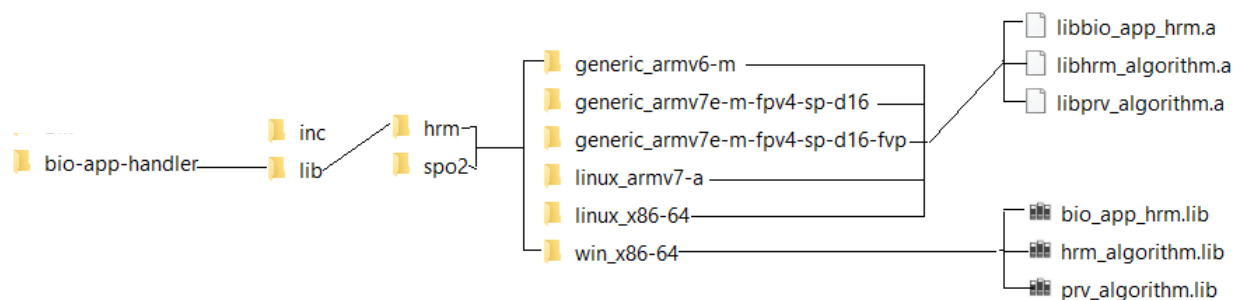 bio-app-handler
inc
lib
hrm
spo2
generic_armv6-m
generic_armv7e-m-fpv4-sp-d16
generic_armv7e-m-fpv4-sp-d16-fvp
linux_armv7-a
linux_x86-64
win_x86-64
libbio_app_hrm.a
libhrm_algorithm.a
libprv_algorithm.a
bio_app_hrm.lib
hrm_algorithm.lib
prv_algorithm.lib